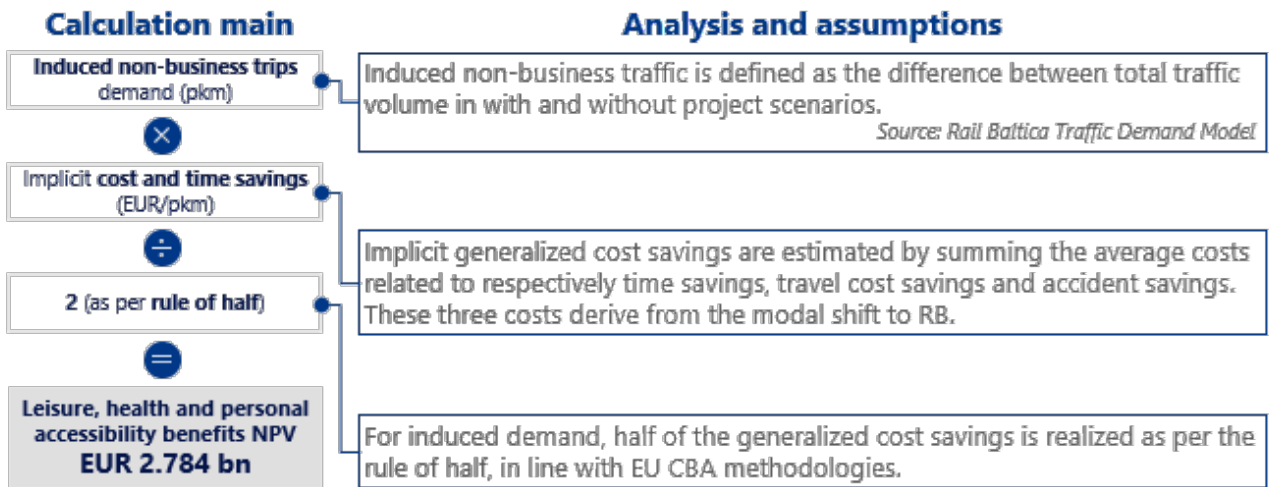 Calculation main
Analysis and assumptions
Induced non-business trips
demand (pkm)
Induced non-business traffic is defined as the difference between total traffic
volume in with and without project scenarios.
Source: Rail Baltica Traffic Demand Model
×
Implicit cost and time savings
(EUR/pkm)
÷
Implicit generalized cost savings are estimated by summing the average costs
related to respectively time savings, travel cost savings and accident savings.
These three costs derive from the modal shift to RB.
2 (as per rule of half)
=
Leisure, health and personal
accessibility benefits NPV
EUR 2.784 bn
For induced demand, half of the generalized cost savings is realized as per the
rule of half, in line with EU CBA methodologies.